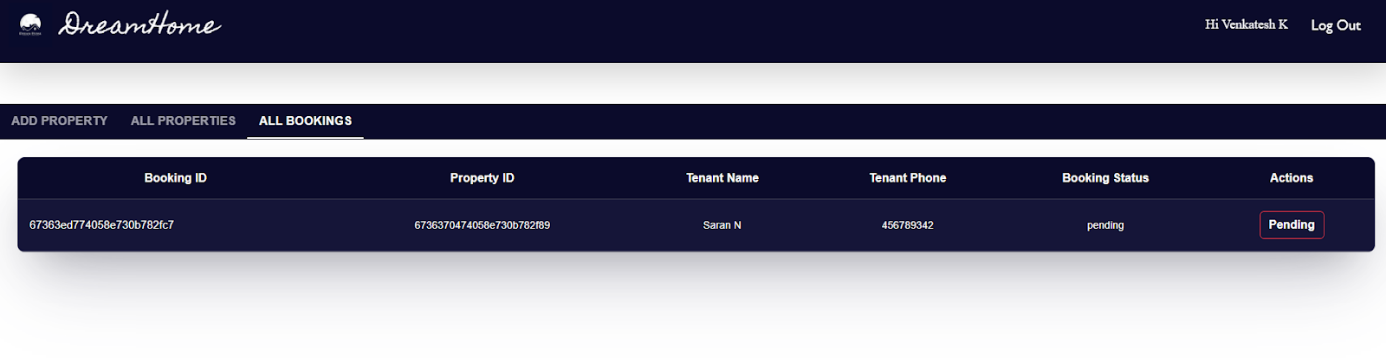 DreamHome
Hi Venkatesh K Log Out
ADD PROPERTY ALL PROPERTIES ALL BOOKINGS
Booking ID Property ID Tenant Name Tenant Phone Booking Status Actions
67363ed774058e730b782fc7 6736370474058e730b782f89 Saran N 456789342 pending Pending